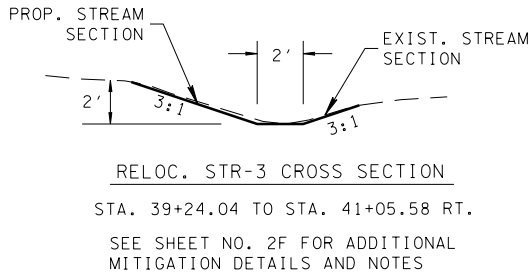 PROP. STREAM
SECTION
2'
EXIST. STREAM
SECTION
2'
3:1
3:1
RELOC. STR-3 CROSS SECTION
STA. 39+24.04 TO STA. 41+05.58 RT.
SEE SHEET NO. 2F FOR ADDITIONAL
MITIGATION DETAILS AND NOTES